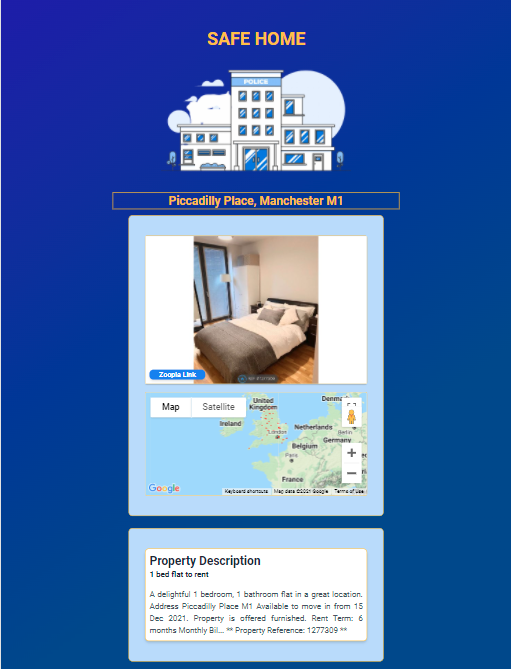 SAFE HOME
POLICE
Piccadilly Place, Manchester M1
Zoopla Link
Map Satellite
United
Kingdom
Denm
Ireland
London
Netherlands
Berlin
Belgium
Germany
Paris
France
Google
Keyboard shortcuts Map data ©2021 Google Terms of Use
Property Description
1 bed flat to rent
A delightful 1 bedroom, 1 bathroom flat in a great location.
Address Piccadilly Place M1 Available to move in from 15
Dec 2021. Property is offered furnished. Rent Term: 6
months Monthly Bil... ** Property Reference: 1277309 **